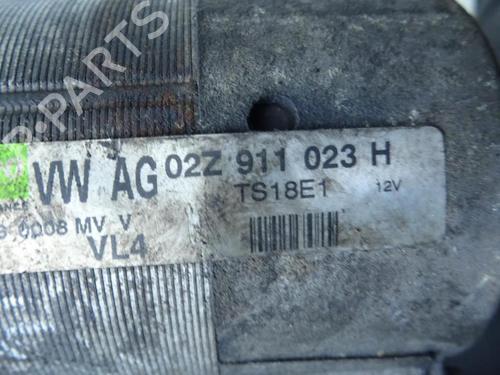 B-PARTS
VW AG 02Z 911 023 H
TS18E1 12V
0008 MV V
VL4